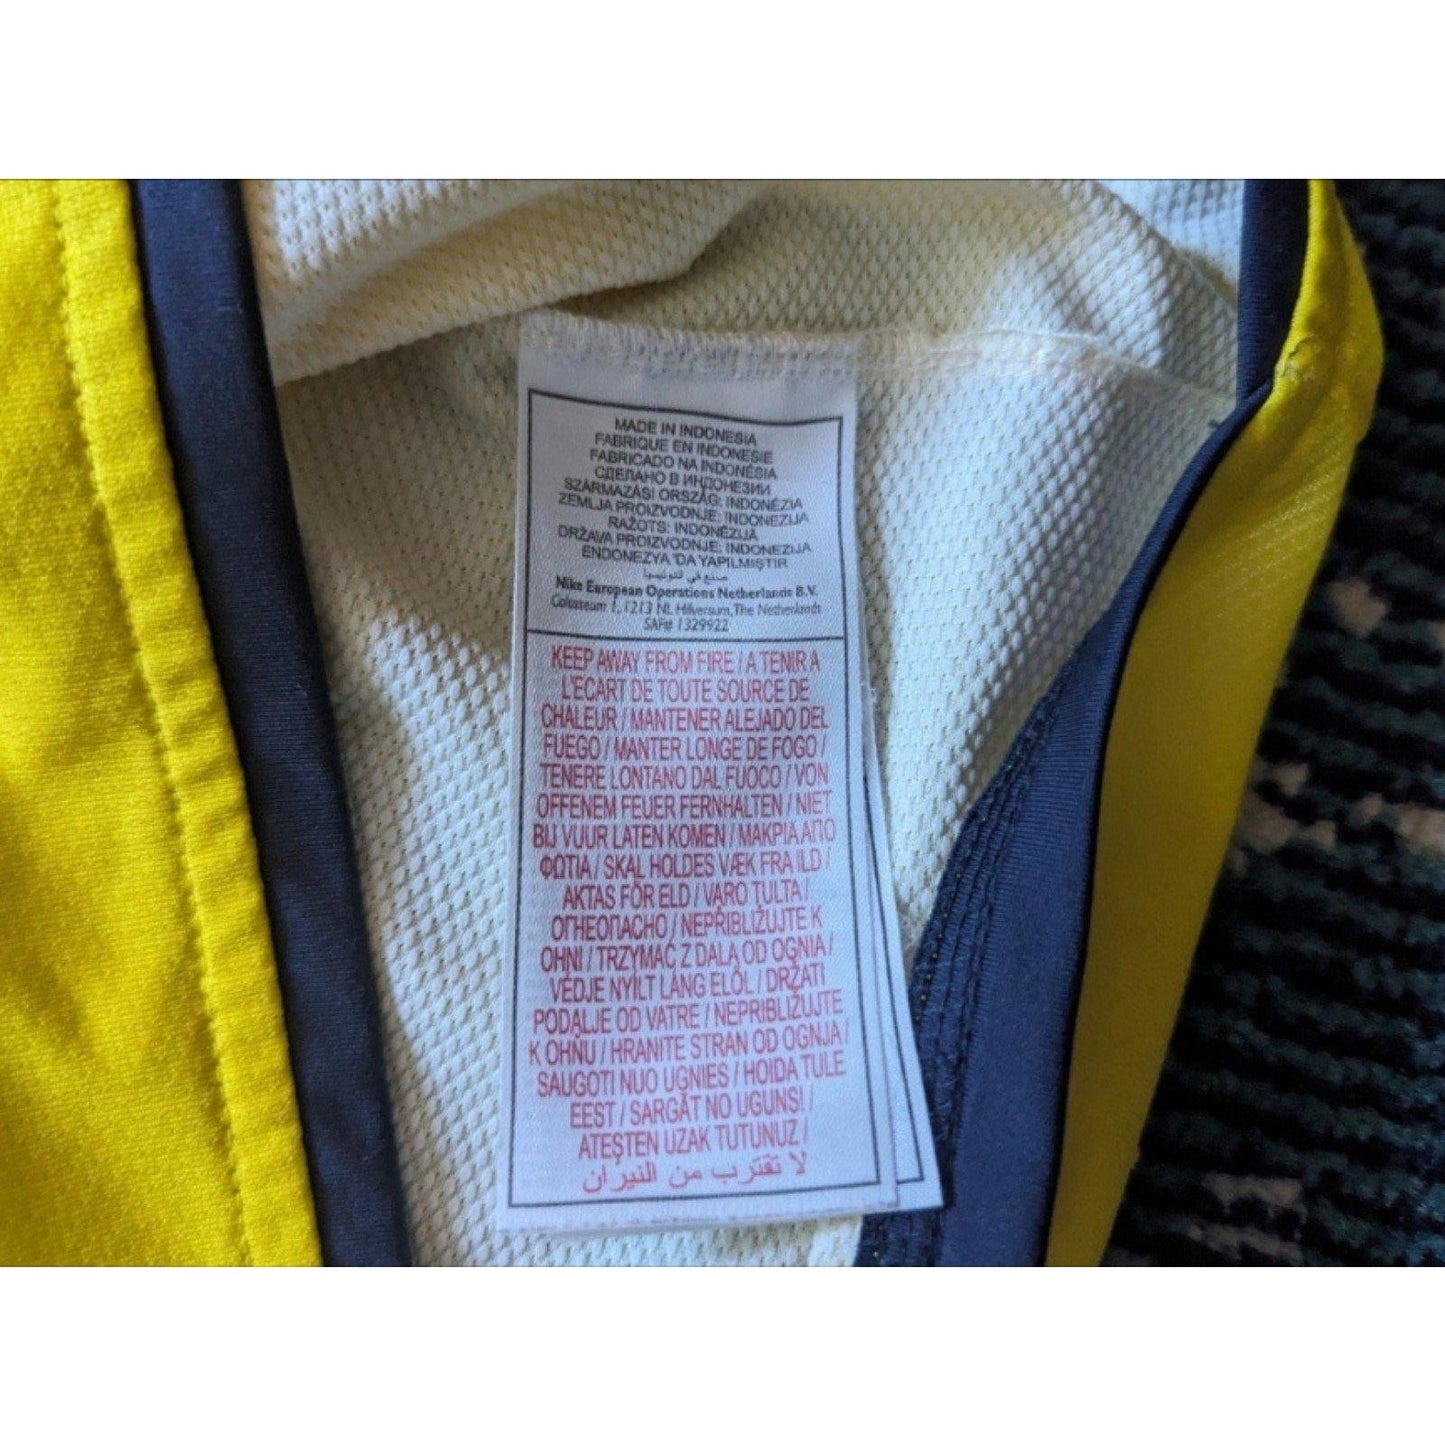 MADE IN INDONESIA
FABRIQUE EN INDONESIE
FABRICADO NA INDONÉSIA
СДЕЛАНО В ИНДОНЕЗИИ
SZÁRMAZÁSI ORSZÁG: INDONÉZIA
ZEMLJA PROIZVODNJE: INDONEZIJA
RAŽOTS: INDONĒZIJĀ
DRŽAVA PROIZVODNJE: INDONEZIJA
ENDONEZYA 'DA YAPILMIŞTIR
صنع في اندونيسيا
Nike European Operations Netherlands B.V.
Colosseum 1, 1213 NL Hilversum, The Netherlands
SAF# 1329922
KEEP AWAY FROM FIRE / A TENIR A
L'ECART DE TOUTE SOURCE DE
CHALEUR / MANTENER ALEJADO DEL
FUEGO / MANTER LONGE DE FOGO /
TENERE LONTANO DAL FUOCO / VON
OFFENEM FEUER FERNHALTEN / NIET
BIJ VUUR LATEN KOMEN / ΜΑΚΡΙΑ ΑΠΟ
ΦΩΤΙΑ / SKAL HOLDES VÆK FRA ILD /
AKTAS FÖR ELD / VARO TULTA /
ОГНЕОПАСНО / NEPŘIBLIŽUJTE K
OHNI / TRZYMAĆ Z DALA OD OGNIA /
VÉDJE NYÍLT LÁNG ELŐL / DRŽATI
PODALJE OD VATRE / NEPRIBLIŽUJTE
K OHŇU / HRANITE STRAN OD OGNJA /
SAUGOTI NUO UGNIES / HOIDA TULE
EEST / SARGĀT NO UGUNS! /
ATEŞTEN UZAK TUTUNUZ /
لا تقترب من النيران